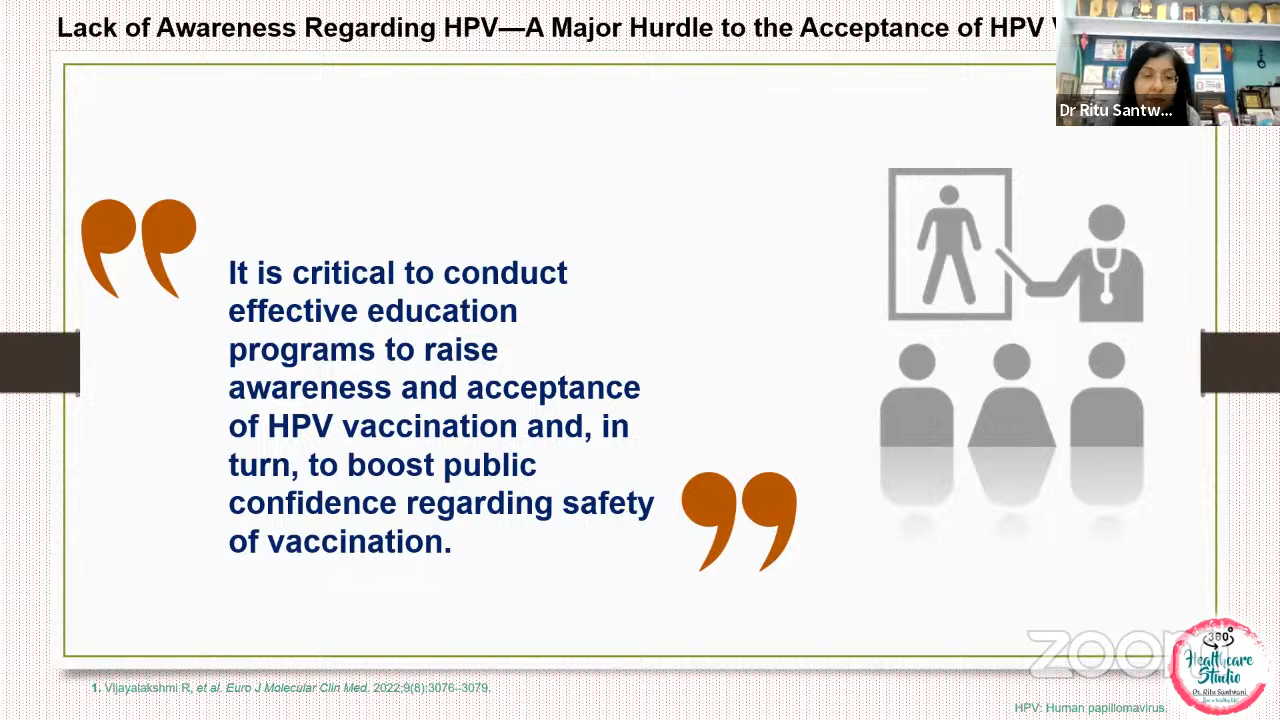 Lack of Awareness Regarding HPV—A Major Hurdle to the Acceptance of HPV
Dr Ritu Santw...
It is critical to conduct
effective education
programs to raise
awareness and acceptance
of HPV vaccination and, in
turn, to boost public
confidence regarding safety
of vaccination.
zoom
360°
Healthcare
Studio
Dr. Ritu Santwani
1. Vijayalakshmi R, et al. Euro J Molecular Clin Med. 2022;9(8):3076–3079.
HPV: Human papillomavirus.